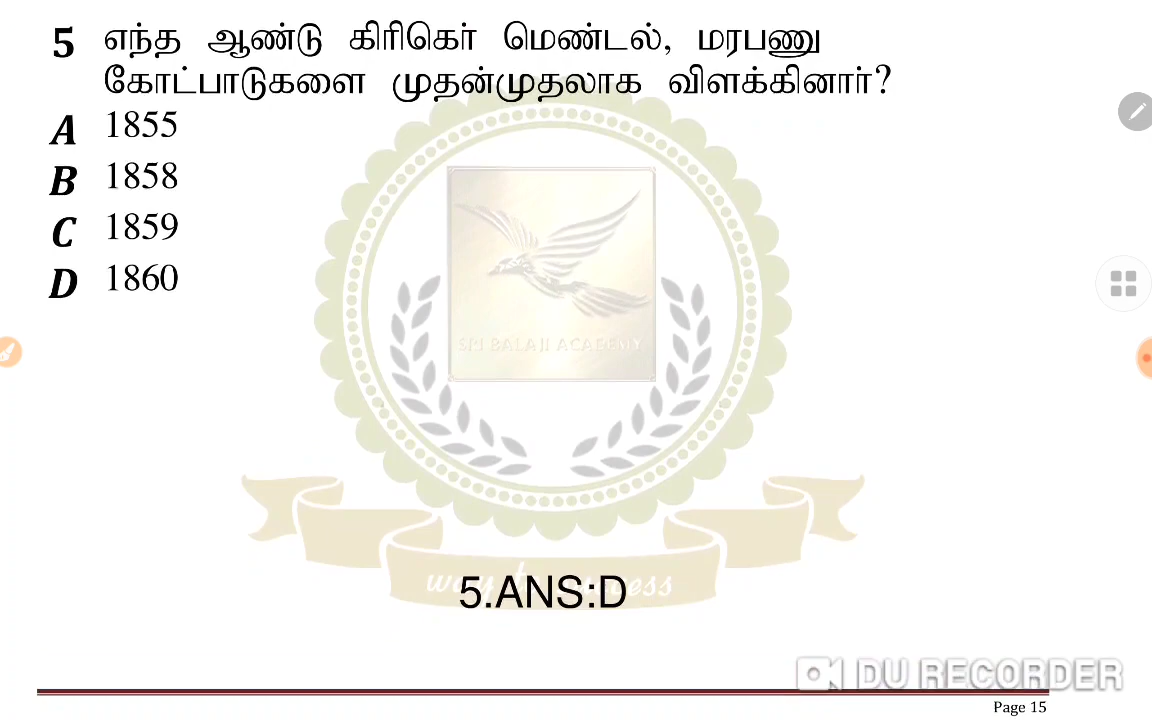 5 எந்த ஆண்டு கிரிகெர் மெண்டல், மரபணு
கோட்பாடுகளை முதன்முதலாக விளக்கினார்?
A 1855
B 1858
C 1859
D 1860
SRI BALAJI ACADEMY
5.ANS:D
DU RECORDER
Page 15